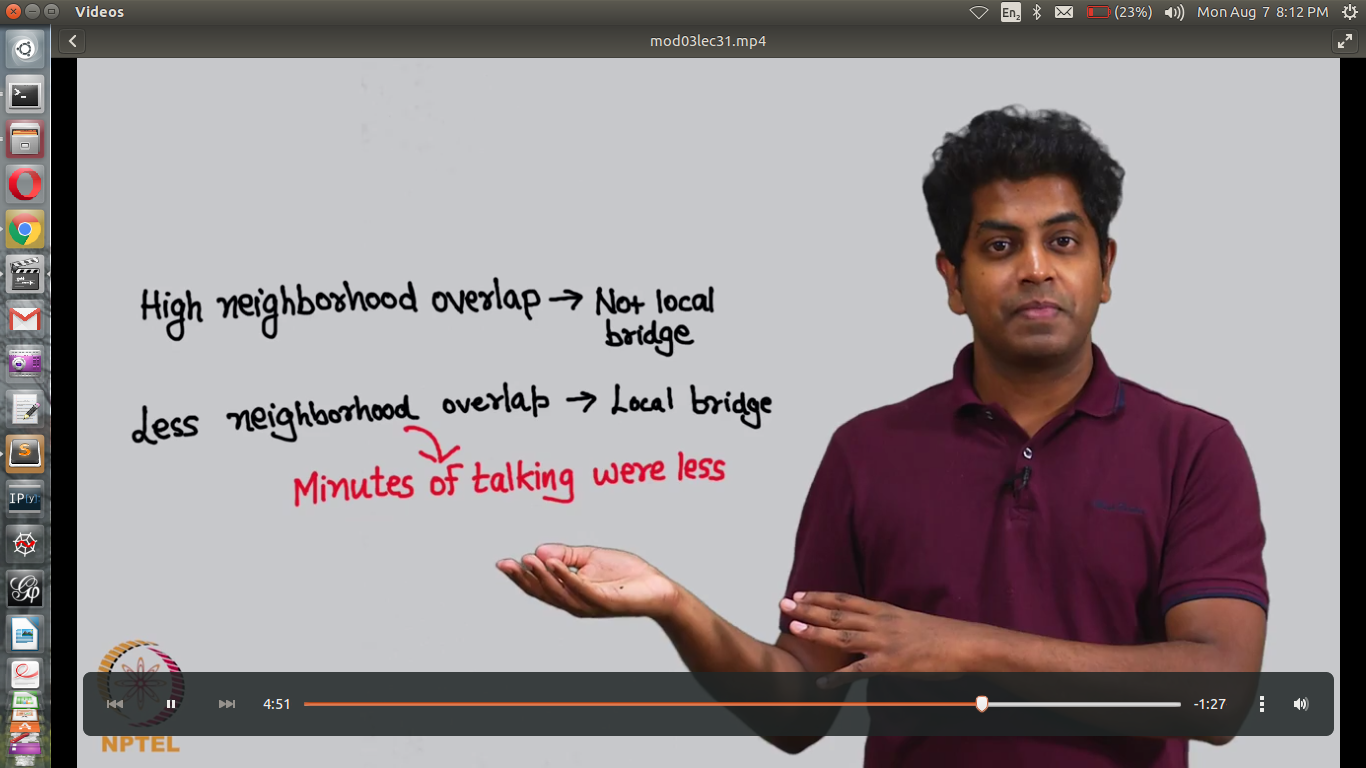 Videos
En2
(23%)
Mon Aug 7 8:12 PM
mod03lec31.mp4
High neighborhood overlap → Not local
bridge
Less neighborhood overlap → Local bridge
Minutes of talking were less
4:51
-1:27
NPTEL
IP[y]: